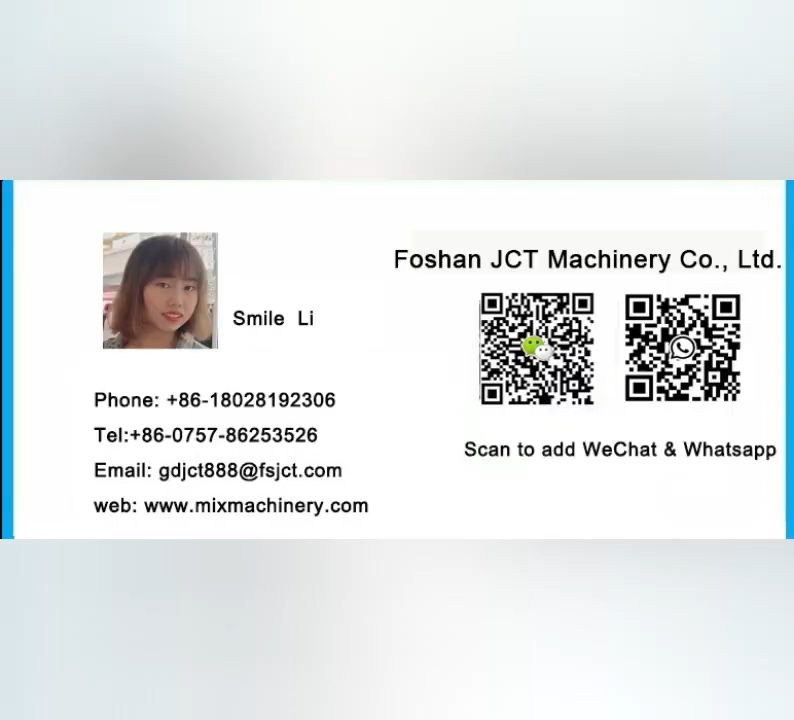 Foshan JCT Machinery Co., Ltd.
Smile Li
Phone: +86-18028192306
Tel:+86-0757-86253526
Email: gdjct888@fsjct.com
web: www.mixmachinery.com
Scan to add WeChat & Whatsapp